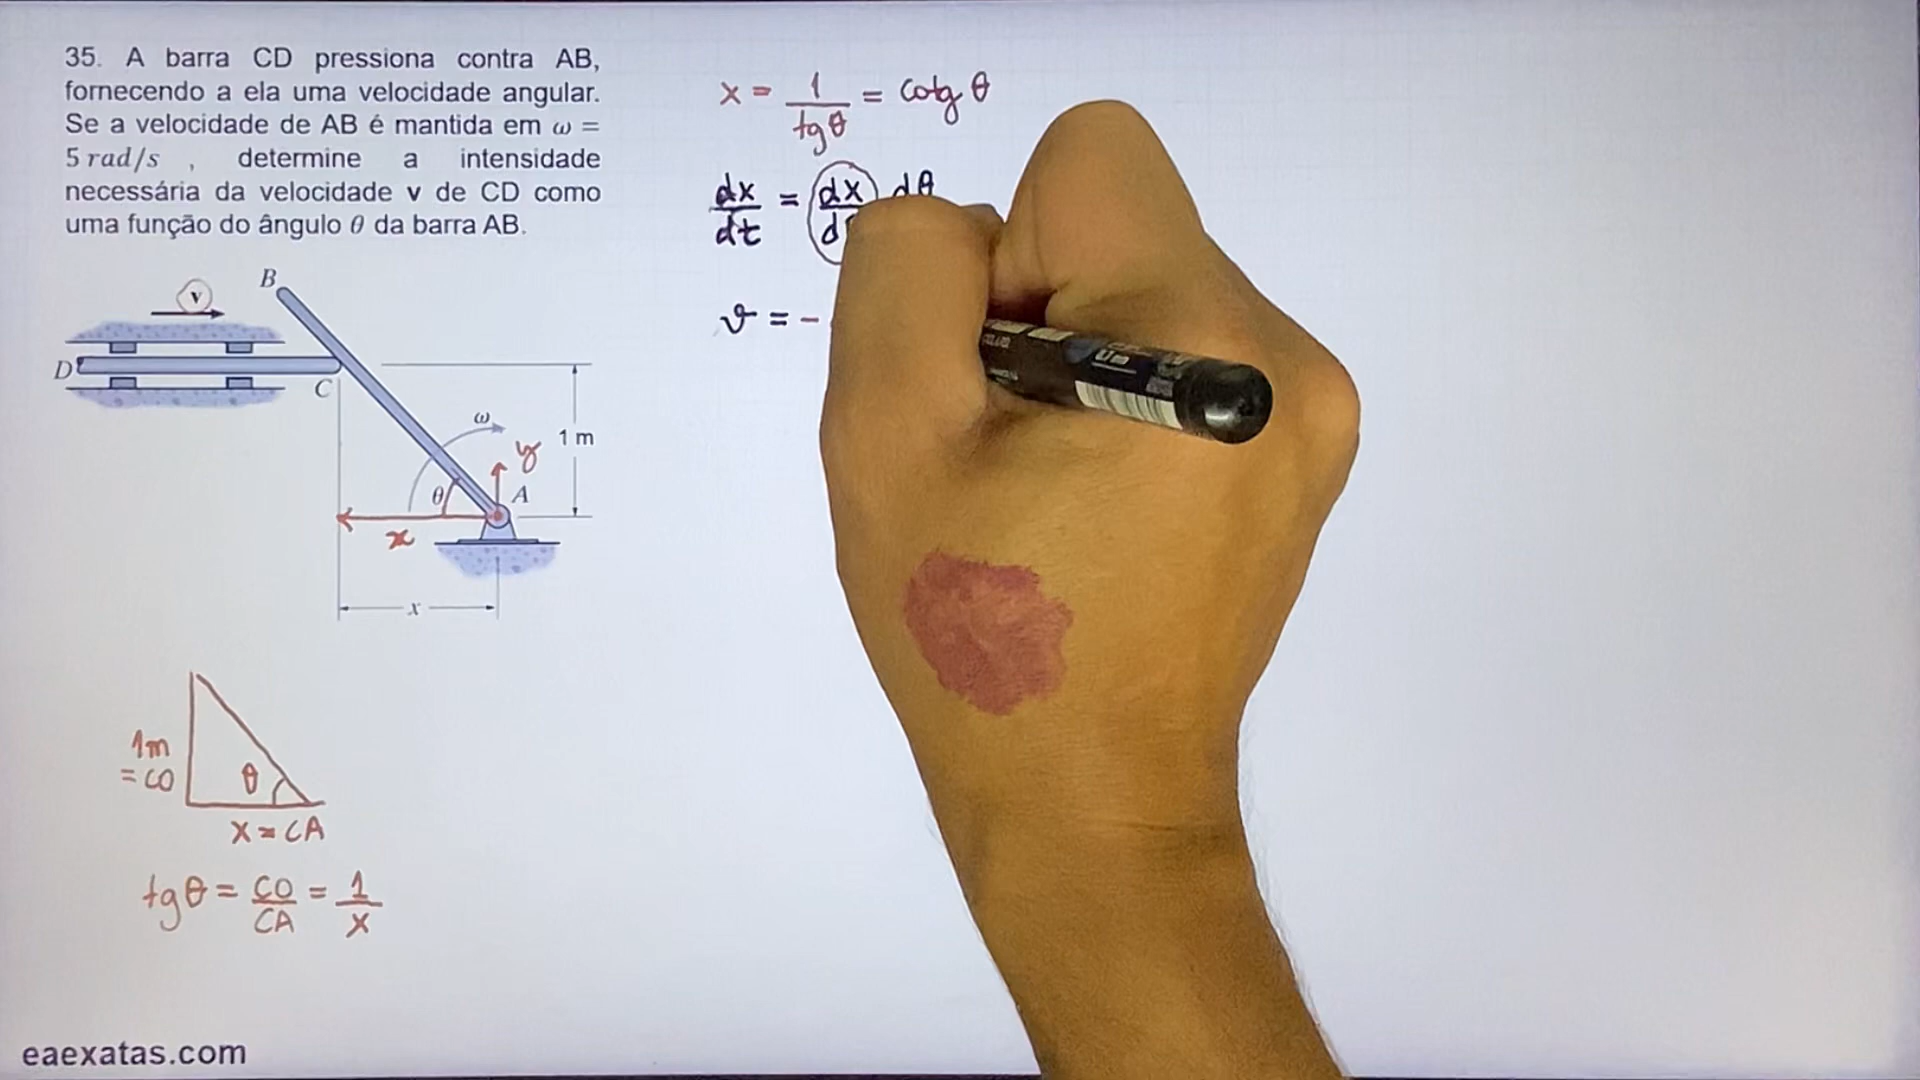 35. A barra CD pressiona contra AB,
fornecendo a ela uma velocidade angular.
Se a velocidade de AB é mantida em ω =
5 rad/s , determine a intensidade
necessária da velocidade v de CD como
uma função do ângulo θ da barra AB.
B
v
D
C
ω
1 m
y
θ
A
x
x
1m
= CO
θ
x = CA
tgθ = CO/CA = 1/x
x = 1/tgθ = cotg θ
dx/dt = dx dθ
v = -
eaexatas.com